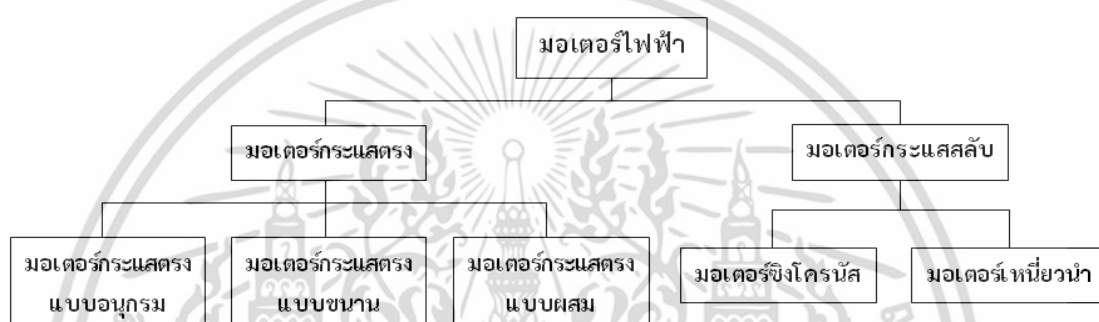 มอเตอร์ไฟฟ้า
มอเตอร์กระแสตรง
มอเตอร์กระแสสลับ
มอเตอร์กระแสตรง
แบบอนุกรม
มอเตอร์กระแสตรง
แบบขนาน
มอเตอร์กระแสตรง
แบบผสม
มอเตอร์ซิงโครนัส
มอเตอร์เหนี่ยวนำ